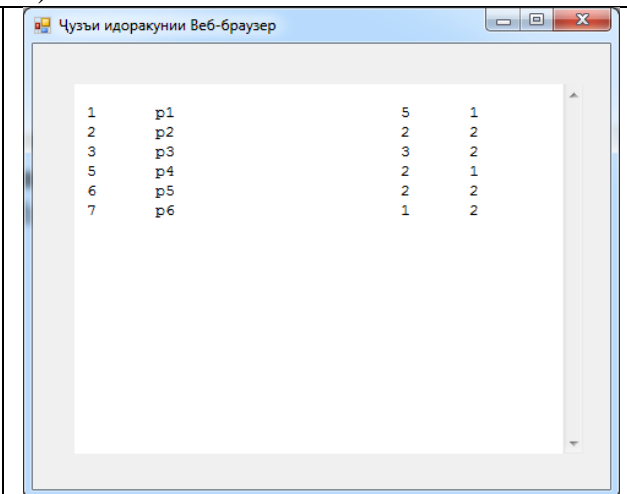 Ҷузъи идоракунии Веб-браузер
1 p1 5 1
2 p2 2 2
3 p3 3 2
5 p4 2 1
6 p5 2 2
7 p6 1 2